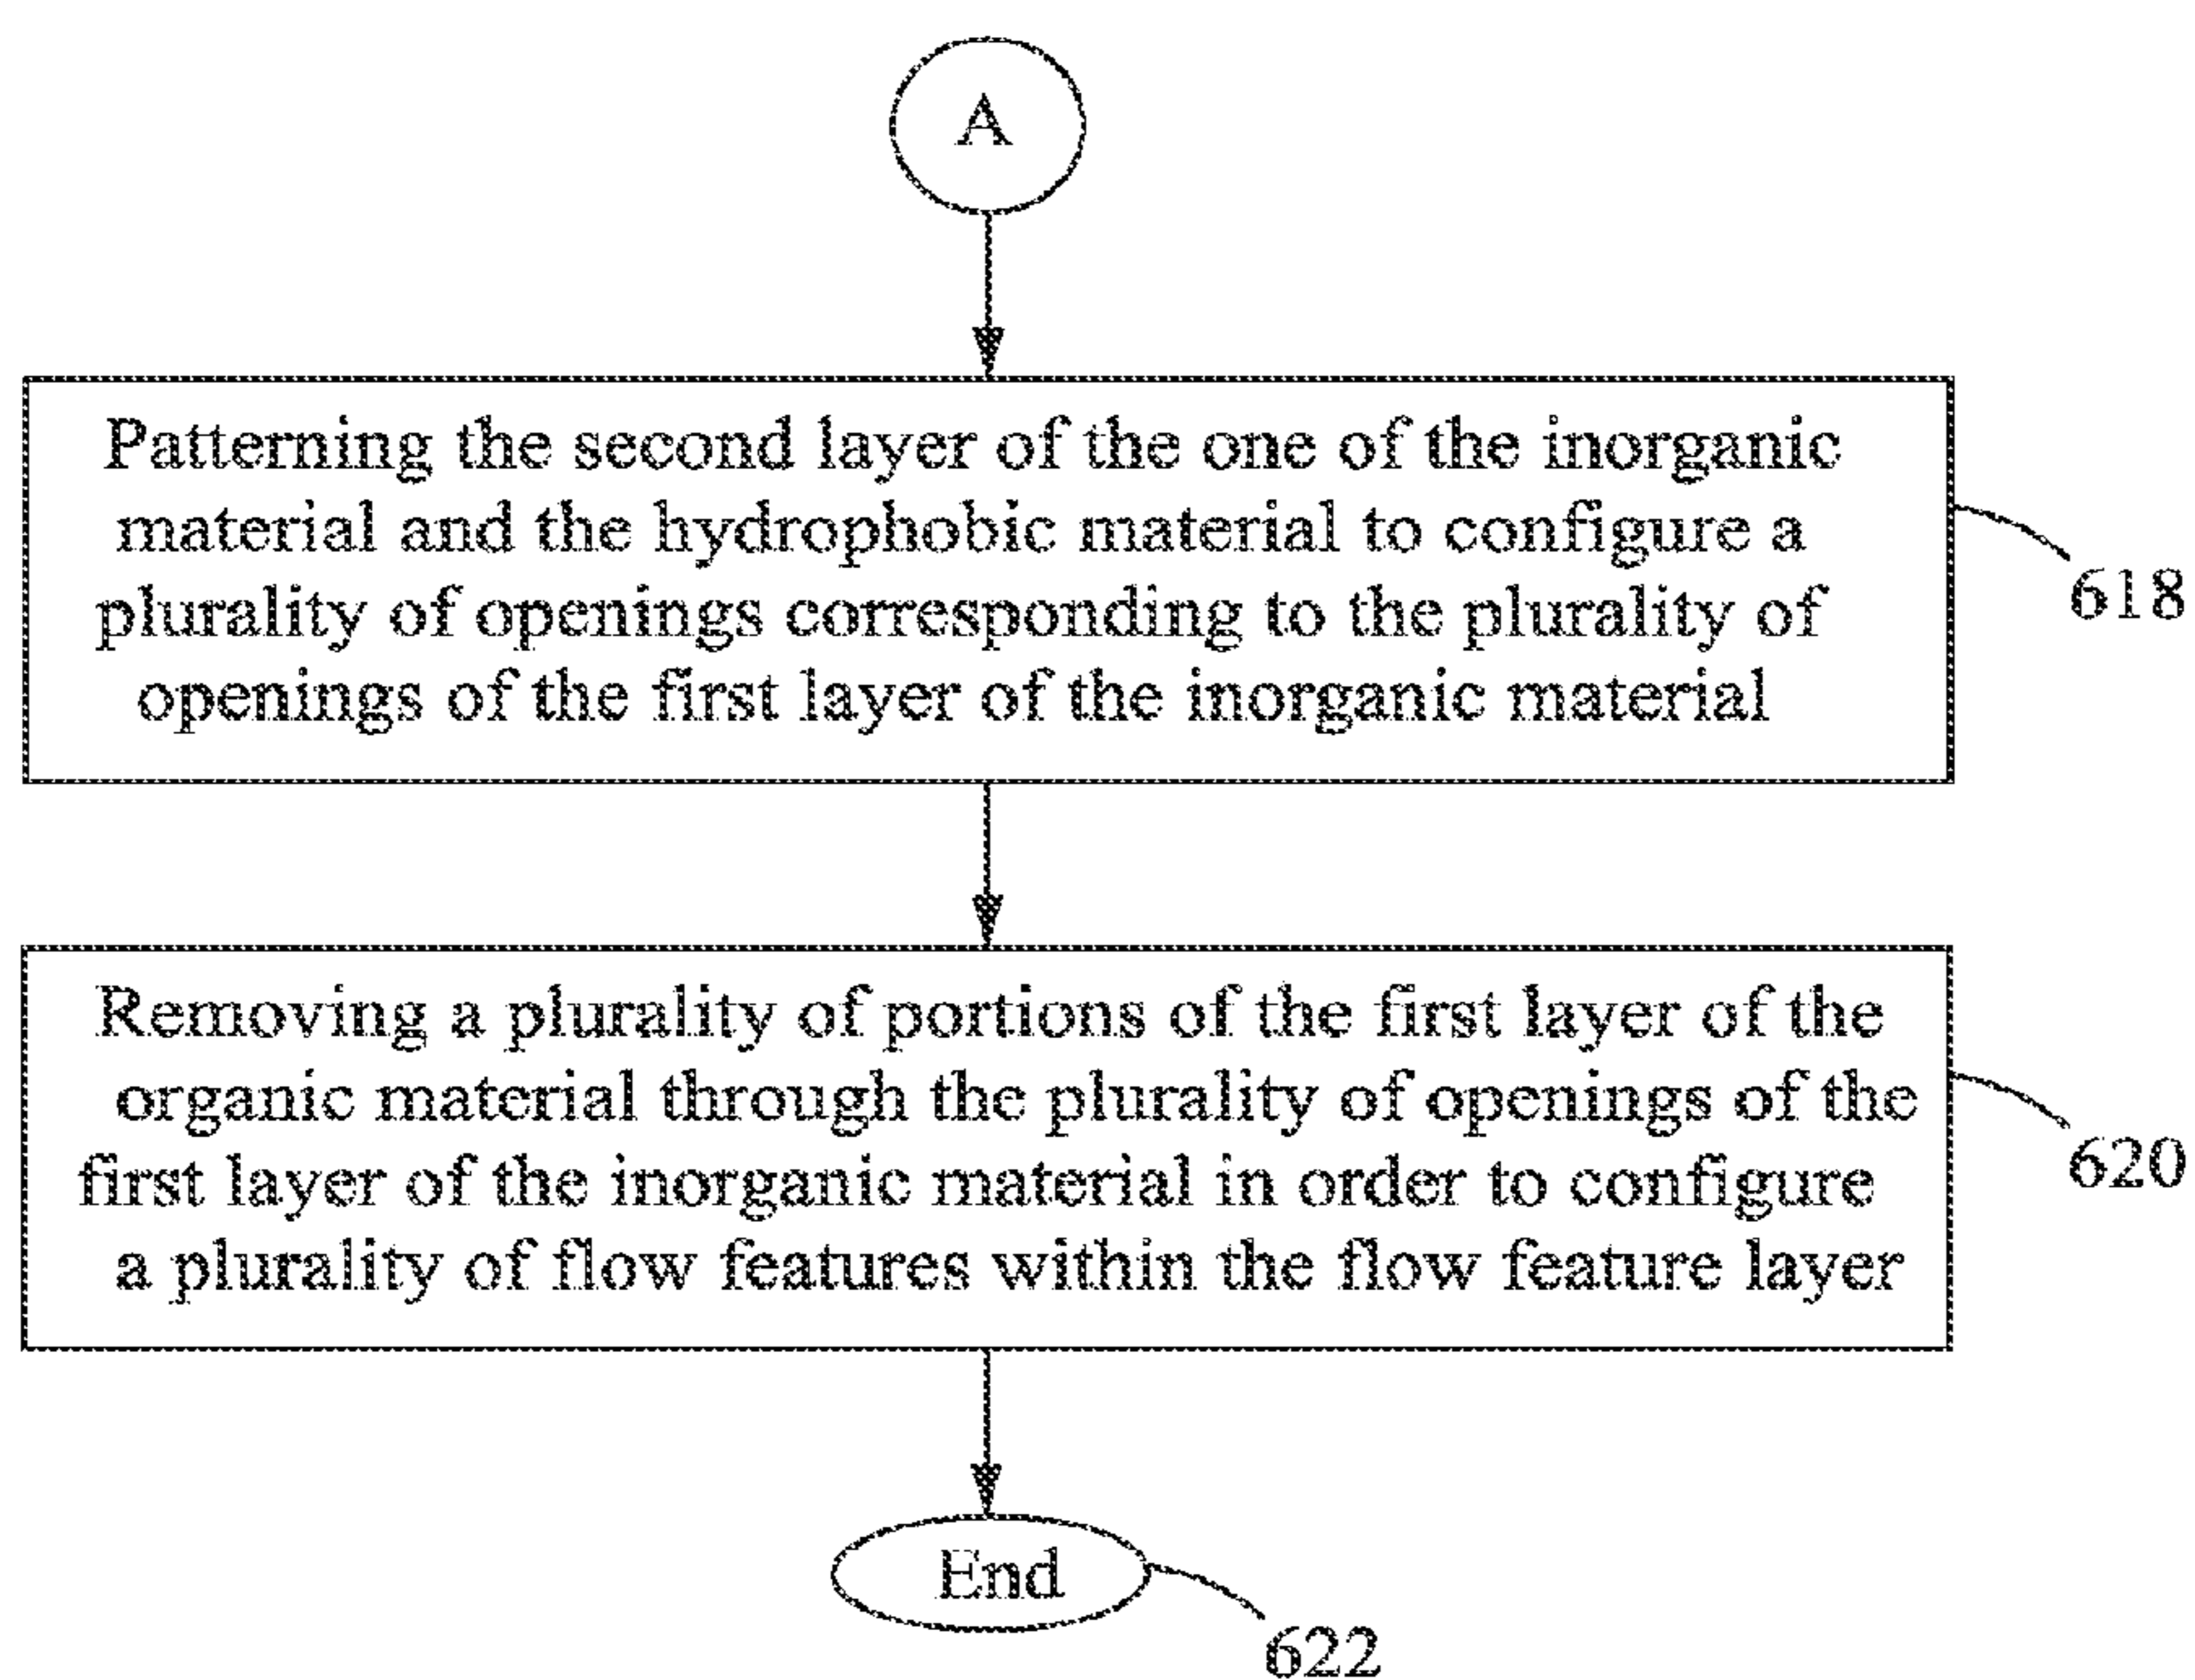 A
Patterning the second layer of the one of the inorganic
material and the hydrophobic material to configure a
plurality of openings corresponding to the plurality of
openings of the first layer of the inorganic material
618
Removing a plurality of portions of the first layer of the
organic material through the plurality of openings of the
first layer of the inorganic material in order to configure
a plurality of flow features within the flow feature layer
620
End
622